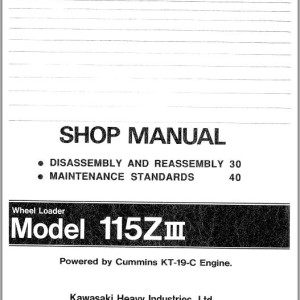 SHOP MANUAL
● DISASSEMBLY AND REASSEMBLY 30
● MAINTENANCE STANDARDS 40
Wheel Loader
Model 115ZIII
Powered by Cummins KT-19-C Engine.
Kawasaki Heavy Industries, Ltd.